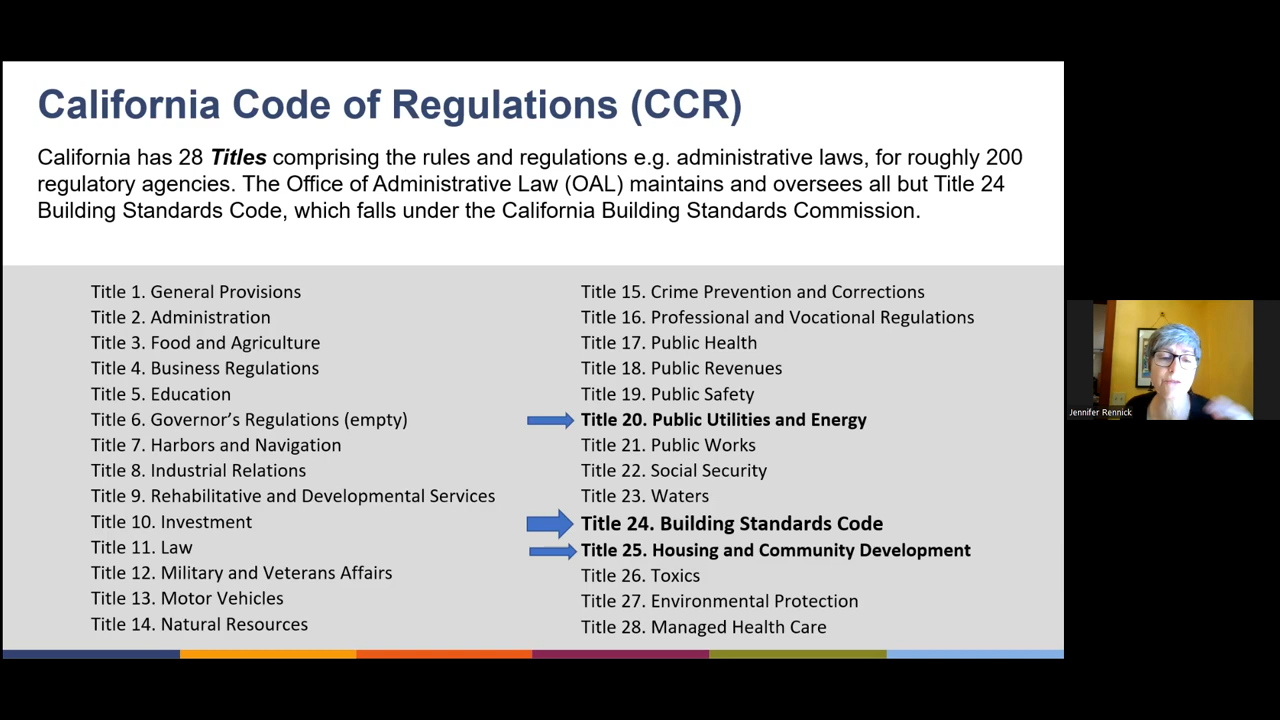 California Code of Regulations (CCR)
California has 28 Titles comprising the rules and regulations e.g. administrative laws, for roughly 200
regulatory agencies. The Office of Administrative Law (OAL) maintains and oversees all but Title 24
Building Standards Code, which falls under the California Building Standards Commission.
Title 1. General Provisions
Title 2. Administration
Title 3. Food and Agriculture
Title 4. Business Regulations
Title 5. Education
Title 6. Governor’s Regulations (empty)
Title 7. Harbors and Navigation
Title 8. Industrial Relations
Title 9. Rehabilitative and Developmental Services
Title 10. Investment
Title 11. Law
Title 12. Military and Veterans Affairs
Title 13. Motor Vehicles
Title 14. Natural Resources
Title 15. Crime Prevention and Corrections
Title 16. Professional and Vocational Regulations
Title 17. Public Health
Title 18. Public Revenues
Title 19. Public Safety
Title 20. Public Utilities and Energy
Title 21. Public Works
Title 22. Social Security
Title 23. Waters
Title 24. Building Standards Code
Title 25. Housing and Community Development
Title 26. Toxics
Title 27. Environmental Protection
Title 28. Managed Health Care
Jennifer Rennick